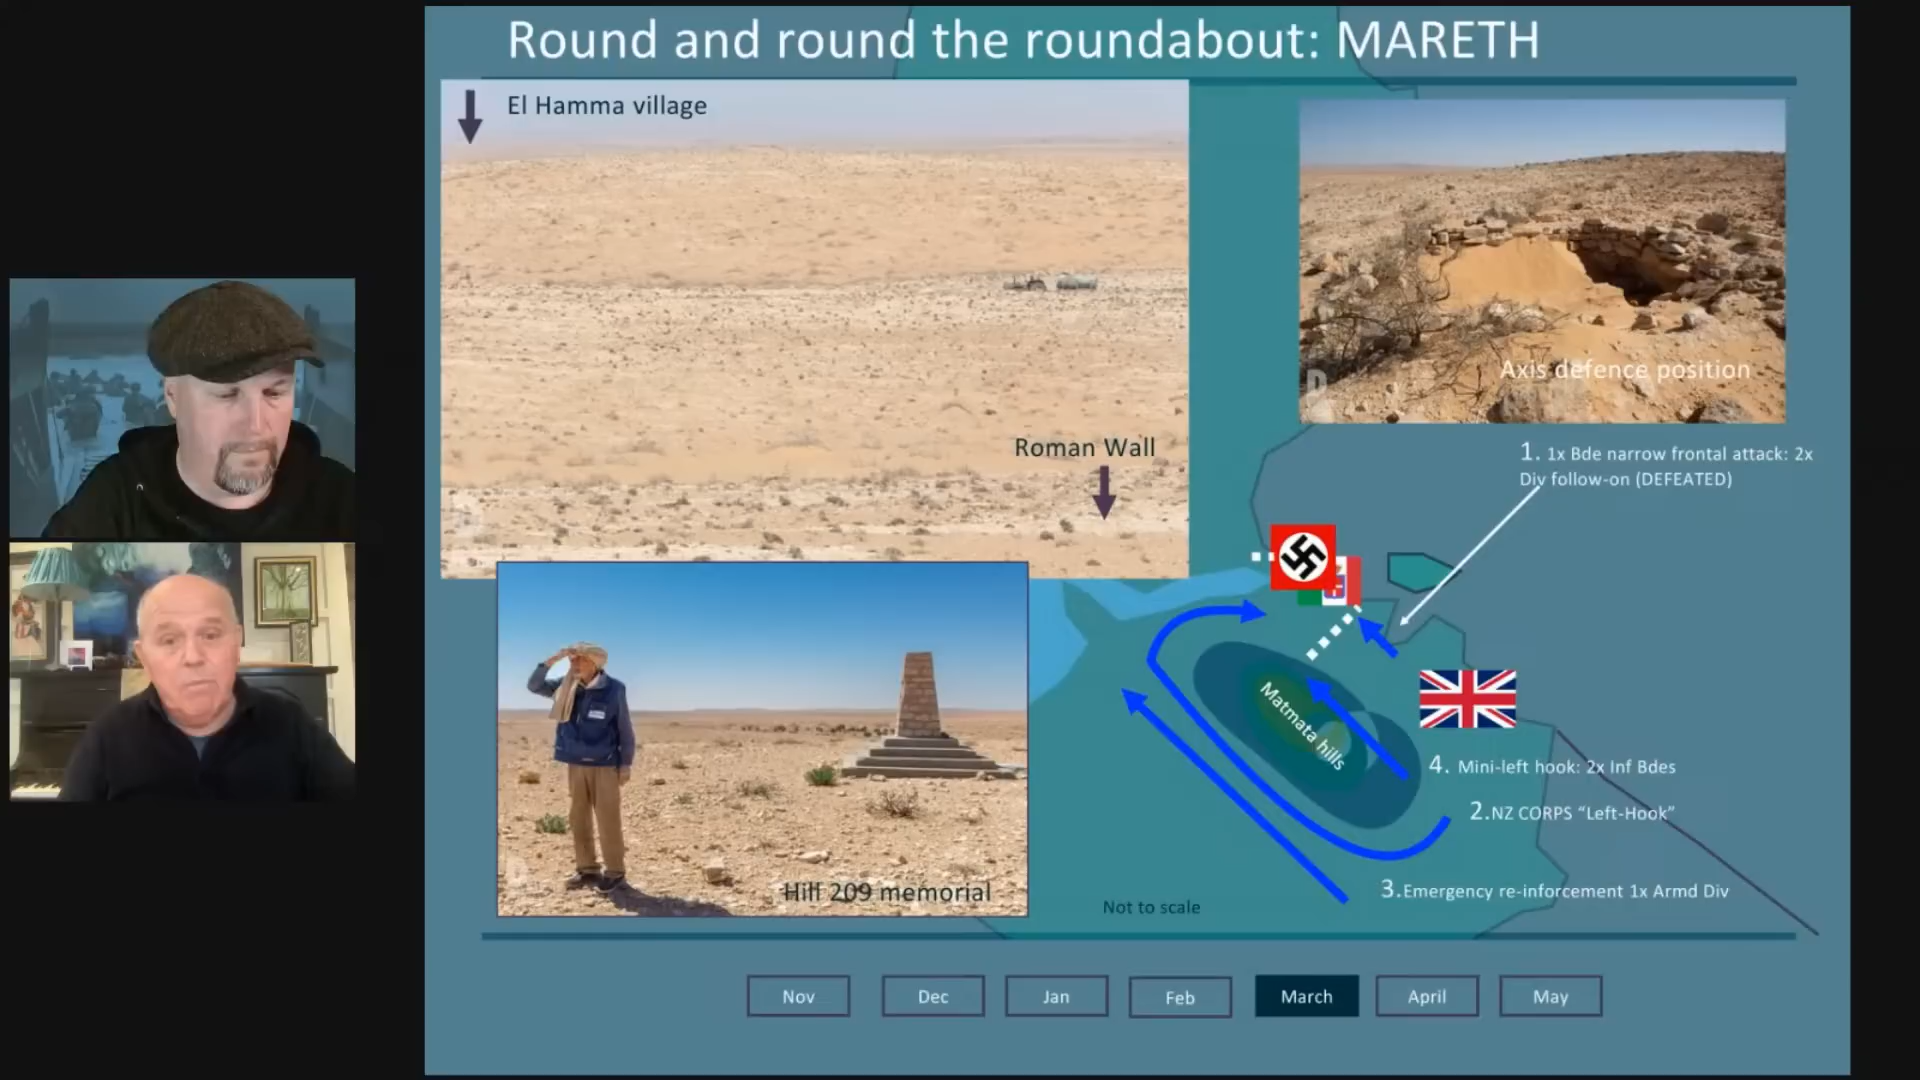 Round and round the roundabout: MARETH
El Hamma village
Roman Wall
Axis defence position
1. 1x Bde narrow frontal attack: 2x
Div follow-on (DEFEATED)
Matmata hills
4. Mini-left hook: 2x Inf Bdes
2.NZ CORPS “Left-Hook”
3.Emergency re-inforcement 1x Armd Div
Hill 209 memorial
Not to scale
Nov
Dec
Jan
Feb
March
April
May